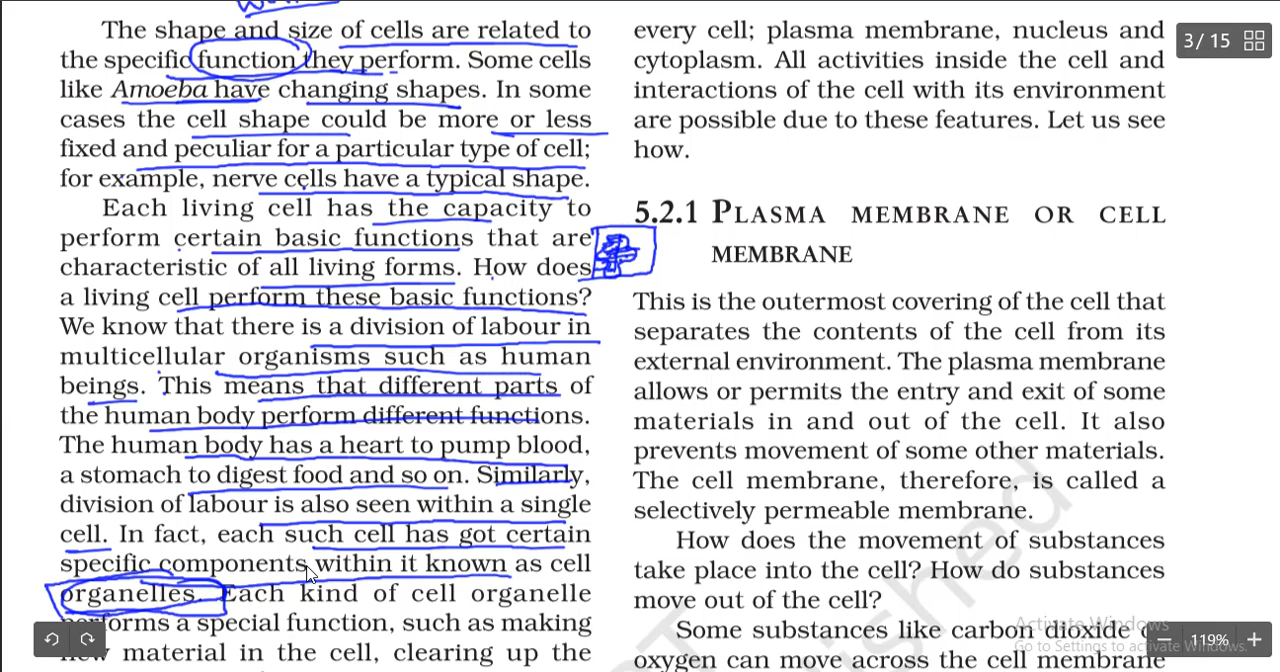 The shape and size of cells are related to
the specific function they perform. Some cells
like Amoeba have changing shapes. In some
cases the cell shape could be more or less
fixed and peculiar for a particular type of cell;
for example, nerve cells have a typical shape.
Each living cell has the capacity to
perform certain basic functions that are
characteristic of all living forms. How does
a living cell perform these basic functions?
We know that there is a division of labour in
multicellular organisms such as human
beings. This means that different parts of
the human body perform different functions.
The human body has a heart to pump blood,
a stomach to digest food and so on. Similarly,
division of labour is also seen within a single
cell. In fact, each such cell has got certain
specific components within it known as cell
organelles. Each kind of cell organelle
performs a special function, such as making
new material in the cell, clearing up the
every cell; plasma membrane, nucleus and
cytoplasm. All activities inside the cell and
interactions of the cell with its environment
are possible due to these features. Let us see
how.
5.2.1 PLASMA MEMBRANE OR CELL
MEMBRANE
This is the outermost covering of the cell that
separates the contents of the cell from its
external environment. The plasma membrane
allows or permits the entry and exit of some
materials in and out of the cell. It also
prevents movement of some other materials.
The cell membrane, therefore, is called a
selectively permeable membrane.
How does the movement of substances
take place into the cell? How do substances
move out of the cell?
Some substances like carbon dioxide
oxygen can move across the cell membrane
3 / 15
119%
Activate Windows
Go to Settings to activate Windows.